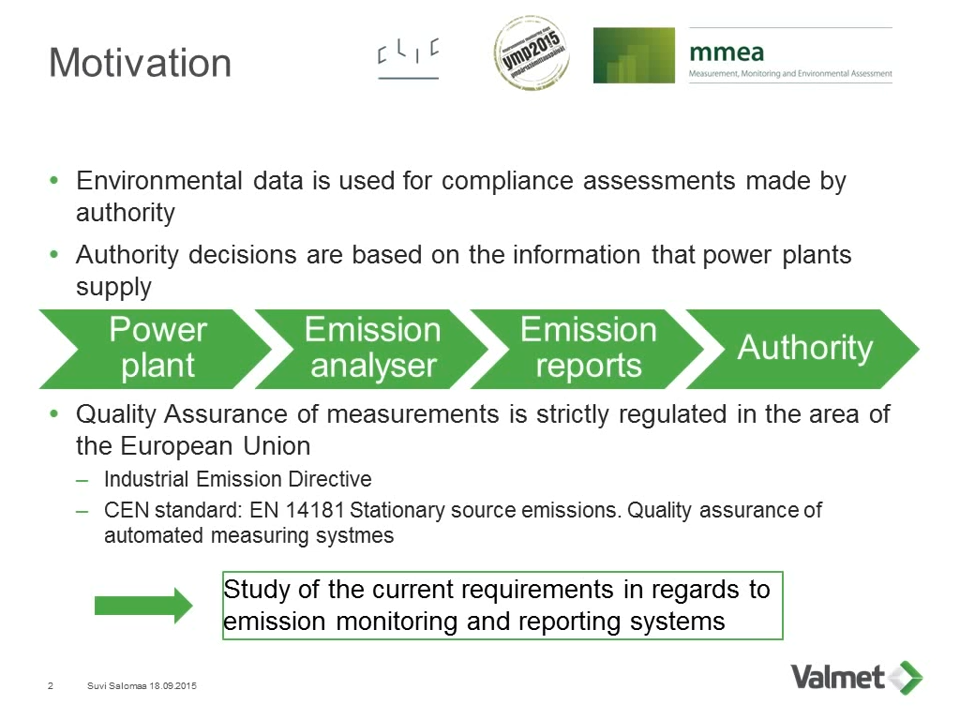 Motivation
CLIC
ymp2015
mmea
Measurement, Monitoring and Environmental Assessment
• Environmental data is used for compliance assessments made by
authority
• Authority decisions are based on the information that power plants
supply
Power
plant
Emission
analyser
Emission
reports
Authority
• Quality Assurance of measurements is strictly regulated in the area of
the European Union
– Industrial Emission Directive
– CEN standard: EN 14181 Stationary source emissions. Quality assurance of
automated measuring systmes
Study of the current requirements in regards to
emission monitoring and reporting systems
2 Suvi Salomaa 18.09.2015
Valmet